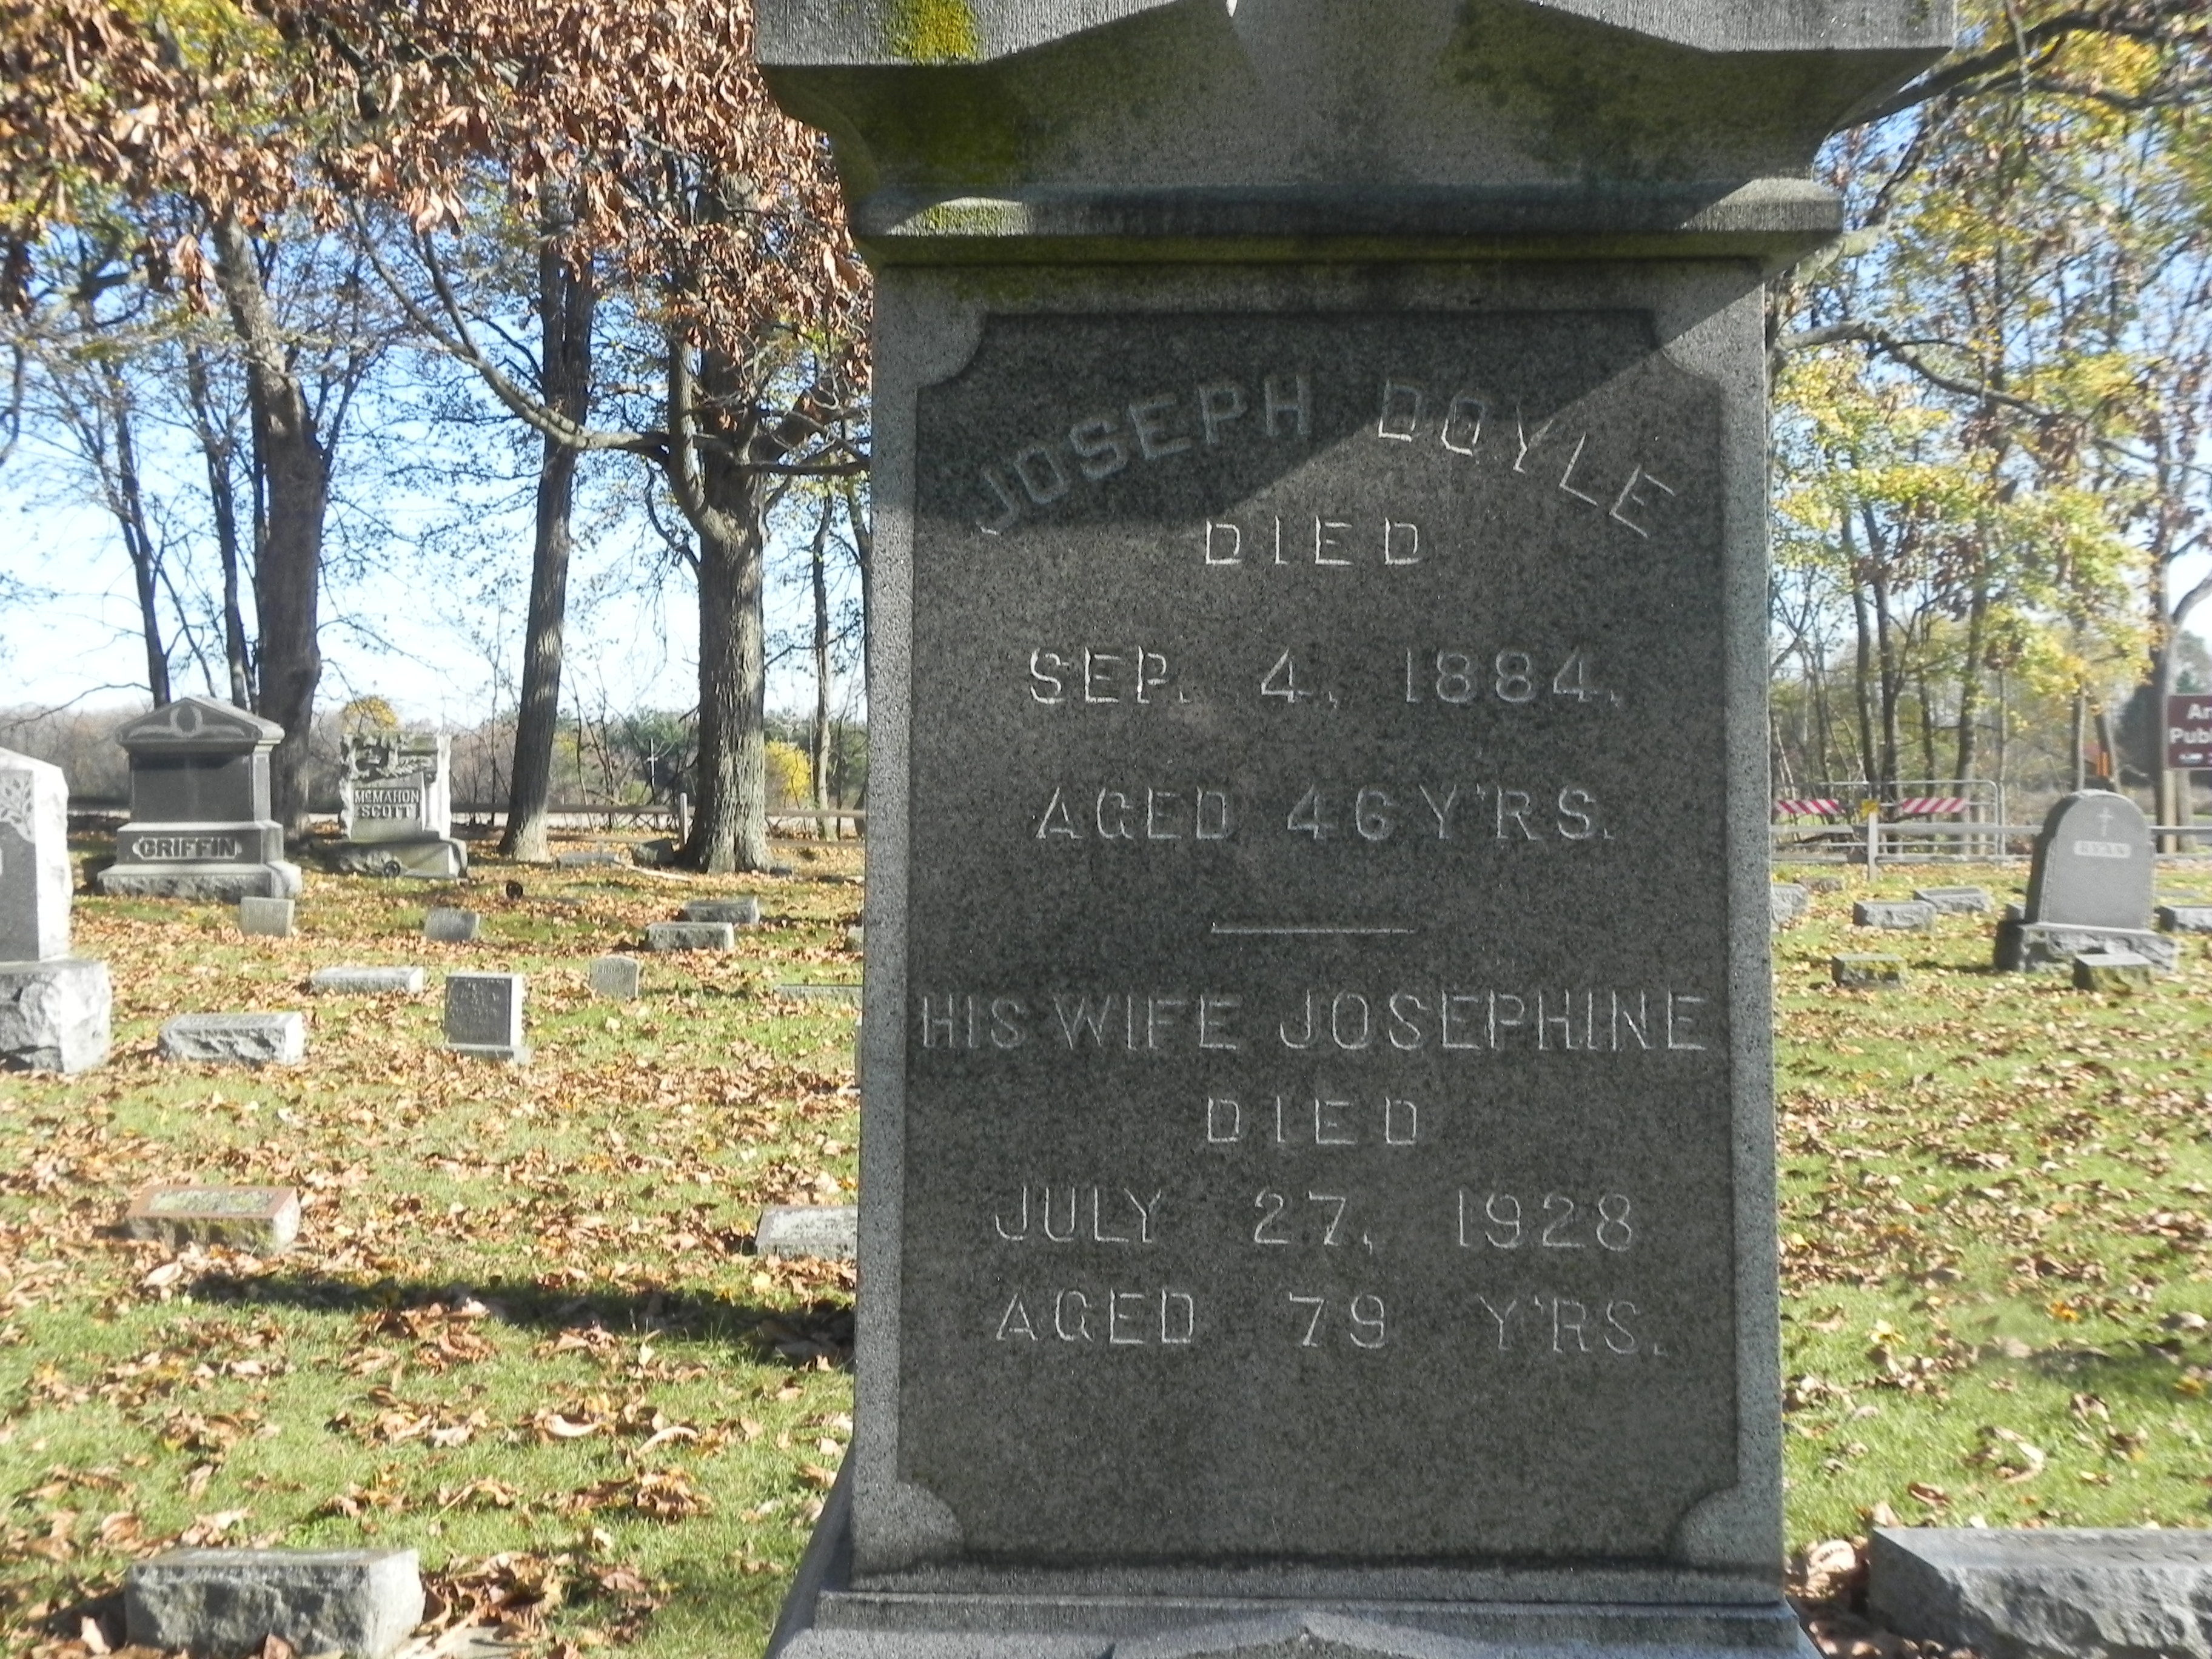 JOSEPH DOYLE
DIED
SEP. 4, 1884.
AGED 46 Y'RS.
HIS WIFE JOSEPHINE
DIED
JULY 27, 1928
AGED 79 Y'RS.
GRIFFIN
MCMAHON
SCOTT